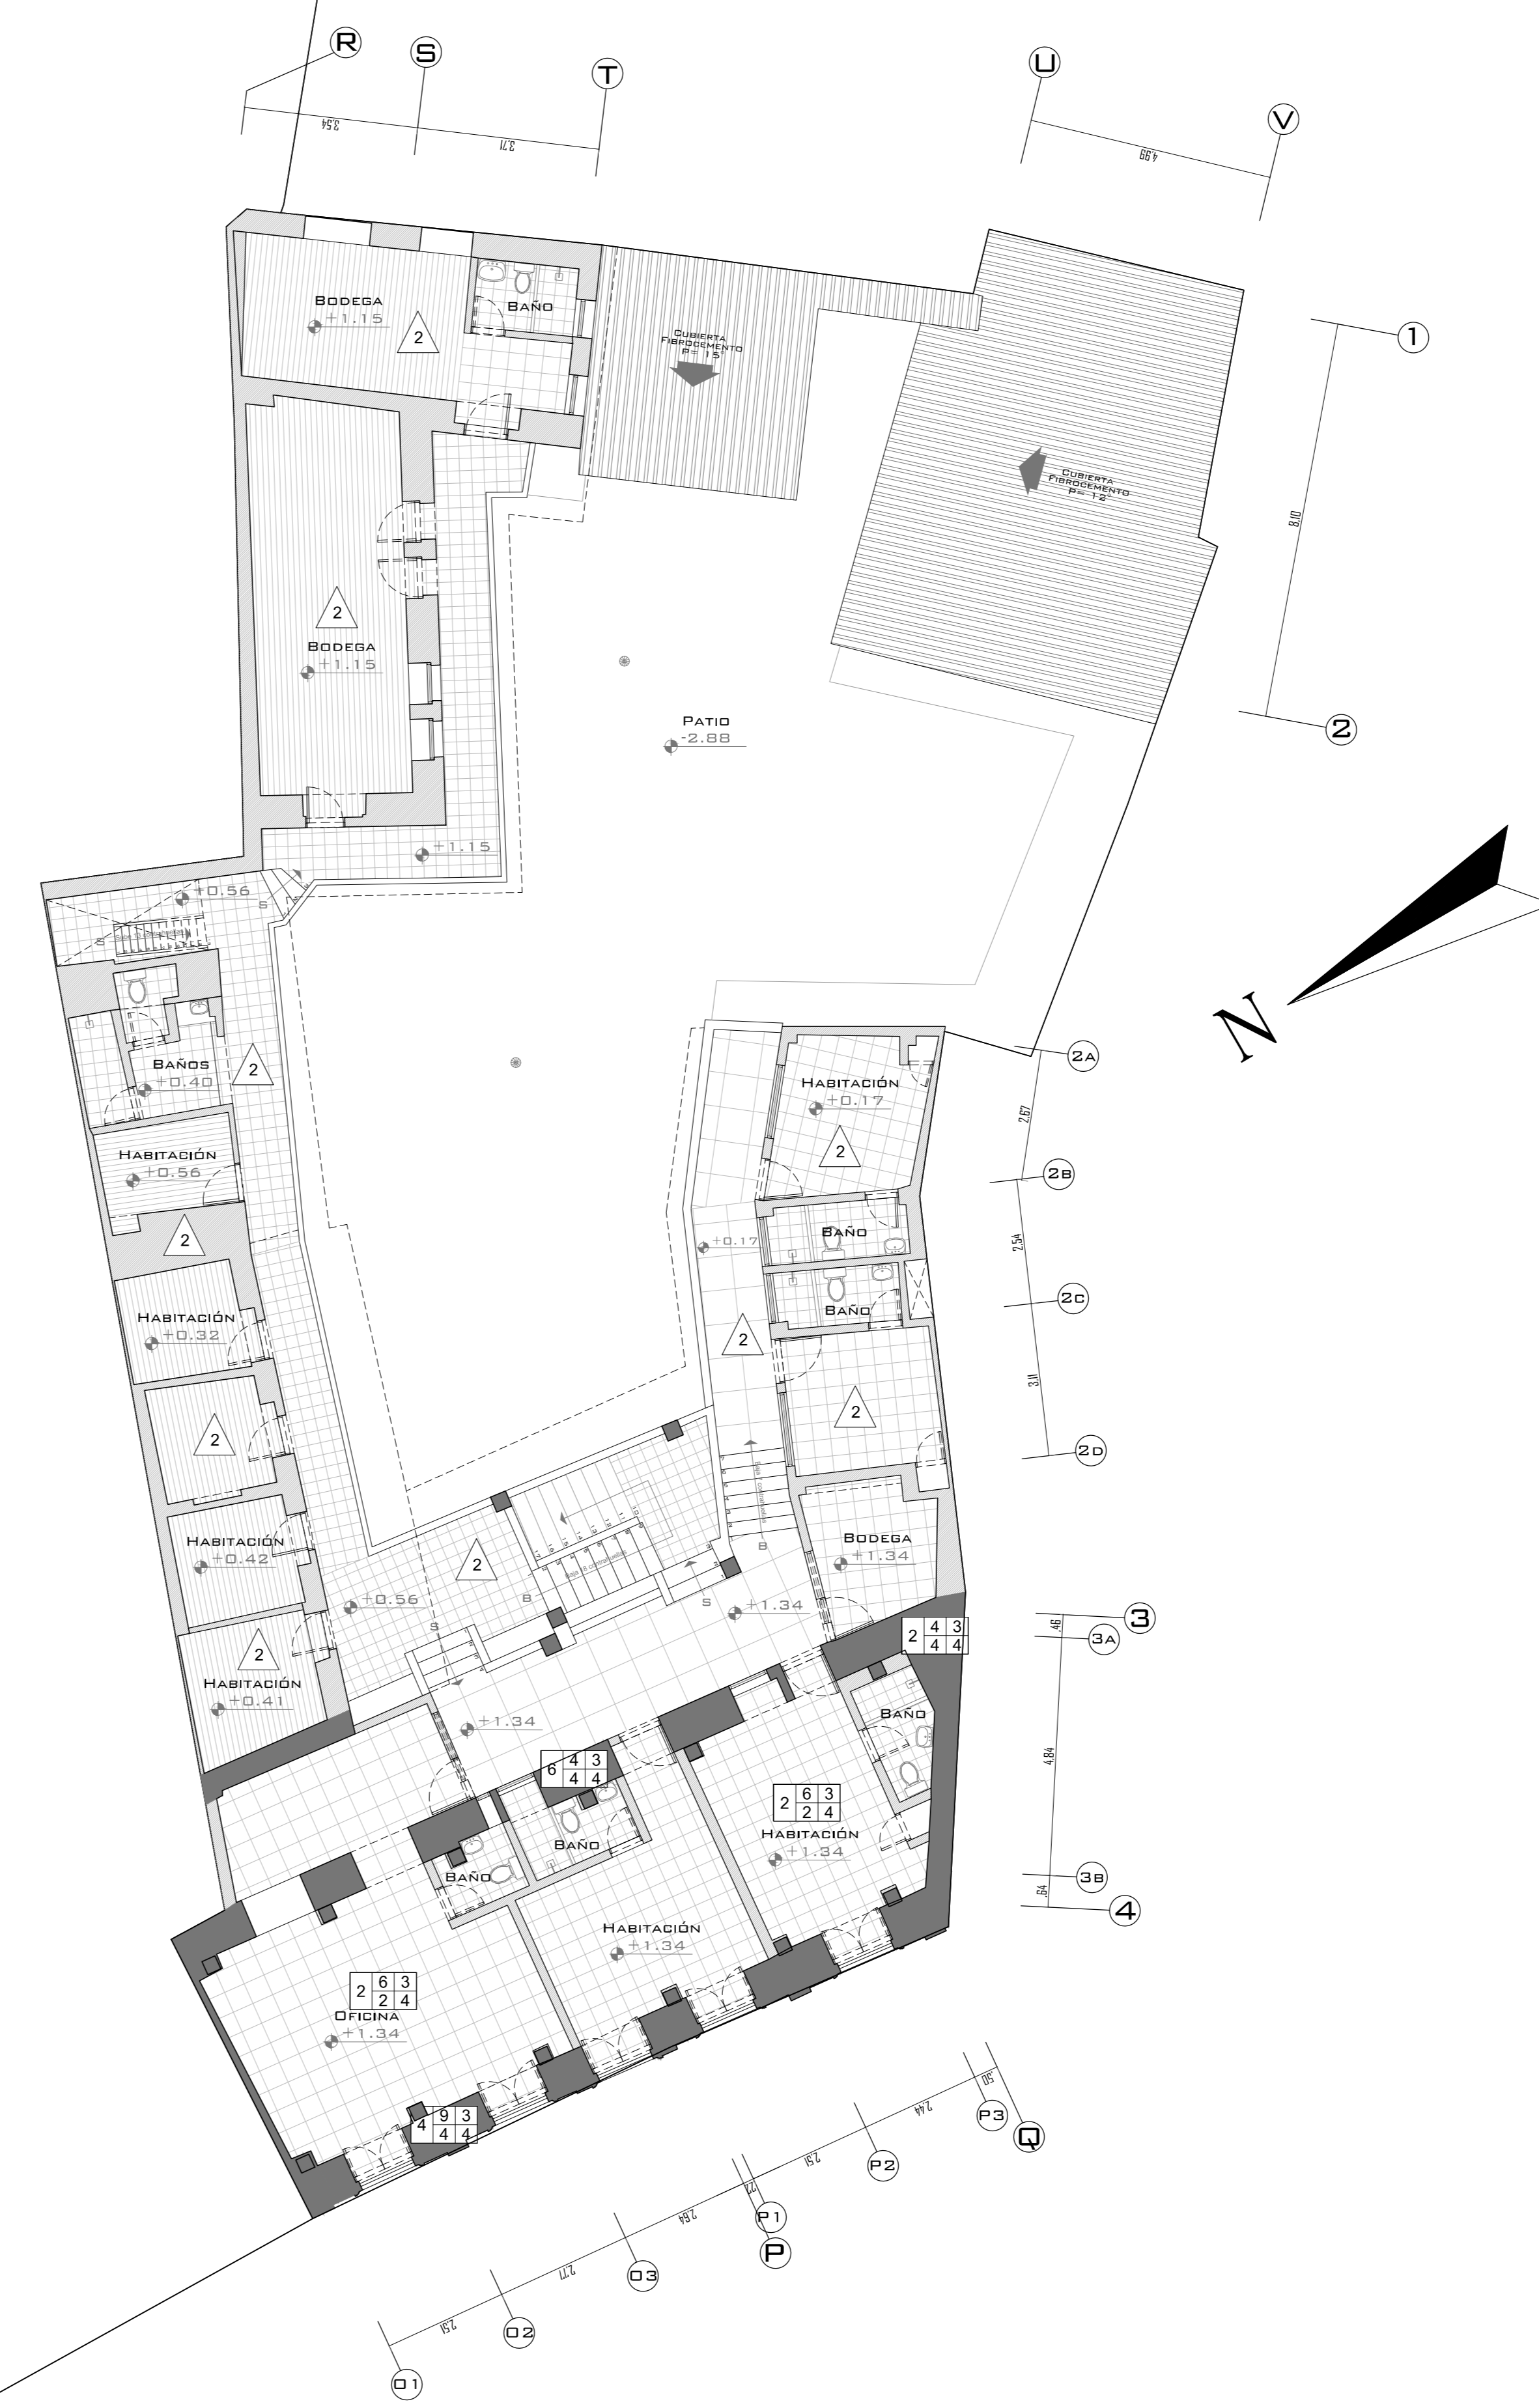 R
S
T
U
V
3.54
3.71
4.99
Bodega
+1.15
2
Baño
Cubierta
Fibrocemento
P= 15°
1
Cubierta
Fibrocemento
P= 12°
8.10
2
Bodega
+1.15
Patio
-2.88
2
+1.15
+0.56
S
S
N
Baños
+0.40
2
2A
Habitación
+0.17
2
2.67
Habitación
+0.56
2
2B
Baño
+0.17
2.54
2C
Habitación
+0.32
Baño
2
3.11
2
2
2D
Habitación
+0.42
Bodega
+1.34
B
2
B
S
+0.56
S
+1.34
2 4 3
4 4
3
.46
3A
2
Habitación
+0.41
+1.34
Baño
6 4 3
4 4
4.84
2 6 3
2 4
Habitación
+1.34
Baño
Baño
3B
.64
4
Habitación
+1.34
2 6 3
2 4
Oficina
+1.34
4 9 3
4 4
.50
P3
Q
2.44
P2
2.51
.22
P1
P
2.64
O3
2.77
O2
2.51
O1